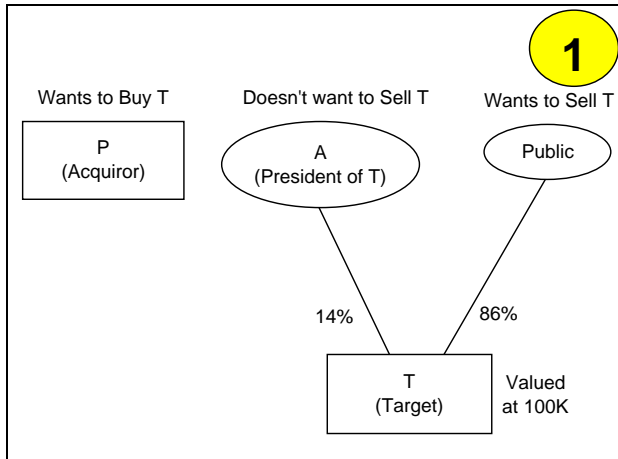 1
Wants to Buy T
Doesn't want to Sell T
Wants to Sell T
P
(Acquiror)
A
(President of T)
Public
14%
86%
T
(Target)
Valued
at 100K